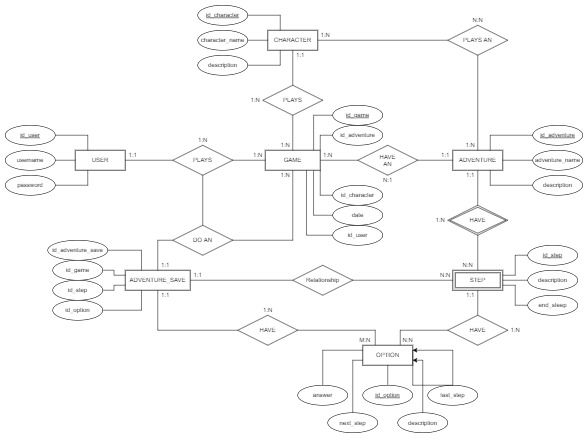 id_character
character_name
description
CHARACTER
1:N
1:1
N:N
PLAYS AN
1:N
PLAYS
id_game
id_adventure
id_user
username
password
USER
1:1
1:N
PLAYS
1:N
1:N
GAME
1:N
1:N
HAVE
AN
N:1
1:N
1:1
ADVENTURE
1:1
id_adventure
adventure_name
description
id_character
date
id_user
DO AN
1:N
HAVE
id_adventure_save
id_game
id_step
id_option
1:1
ADVENTURE_SAVE
1:1
1:1
Relationship
N:N
N:N
STEP
1:1
id_step
description
end_sleep
1:N
HAVE
M:N
N:N
HAVE
1:N
OPTION
answer
id_option
last_step
next_step
description